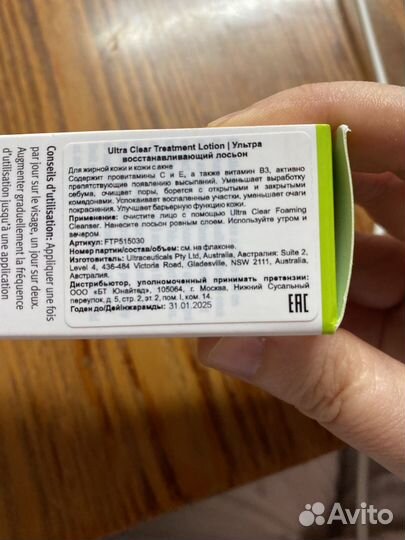 Conseils d'utilisation: Appliquer une fois
par jour sur le visage, un jour sur deux.
Augmenter graduellement la fréquence
d'utilisation jusqu'à une application
Ultra Clear Treatment Lotion | Ультра
восстанавливающий лосьон
Для жирной кожи и кожи с акне
Содержит провитамины С и Е, а также витамин В3, активно
препятствующие появлению высыпаний. Уменьшает выработку
себума, очищает поры, борется с открытыми и закрытыми
комедонами. Успокаивает воспаленные участки, уменьшает очаги
покраснения. Улучшает барьерную функцию кожи.
Применение: очистите лицо с помощью Ultra Clear Foaming
Cleanser. Нанесите лосьон ровным слоем. Используйте утром и
вечером.
Артикул: FTP515030
Номер партии/состав/объем: см. на флаконе.
Изготовитель: Ultraceuticals Pty Ltd, Australia, Австралия: Suite 2,
Level 4, 436-484 Victoria Road, Gladesville, NSW 2111, Australia,
Австралия.
Дистрибьютор, уполномоченный принимать претензии:
ООО «БТ Юнайтед», 105064, г. Москва, Нижний Сусальный
переулок, д. 5, стр. 2, эт. 2, пом. I, ком. 14.
Годен до/Дейінжарамды: 31.01.2025
EAC
Avito